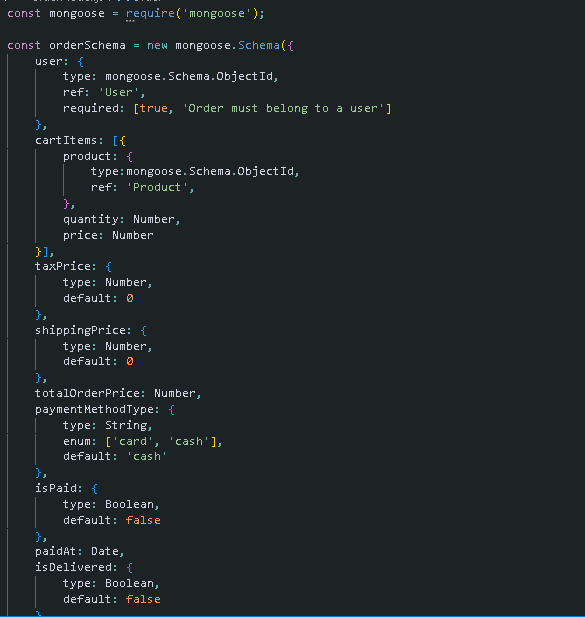 const mongoose = require('mongoose');
const orderSchema = new mongoose.Schema({
user: {
type: mongoose.Schema.ObjectId,
ref: 'User',
required: [true, 'Order must belong to a user']
},
cartItems: [{
product: {
type:mongoose.Schema.ObjectId,
ref: 'Product',
},
quantity: Number,
price: Number
}],
taxPrice: {
type: Number,
default: 0
},
shippingPrice: {
type: Number,
default: 0
},
totalOrderPrice: Number,
paymentMethodType: {
type: String,
enum: ['card', 'cash'],
default: 'cash'
},
isPaid: {
type: Boolean,
default: false
},
paidAt: Date,
isDelivered: {
type: Boolean,
default: false